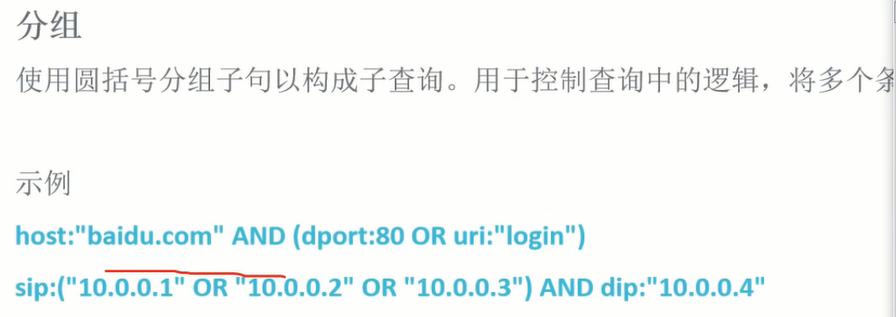 分组
使用圆括号分组子句以构成子查询。用于控制查询中的逻辑，将多个条
示例
host:"baidu.com" AND (dport:80 OR uri:"login")
sip:("10.0.0.1" OR "10.0.0.2" OR "10.0.0.3") AND dip:"10.0.0.4"